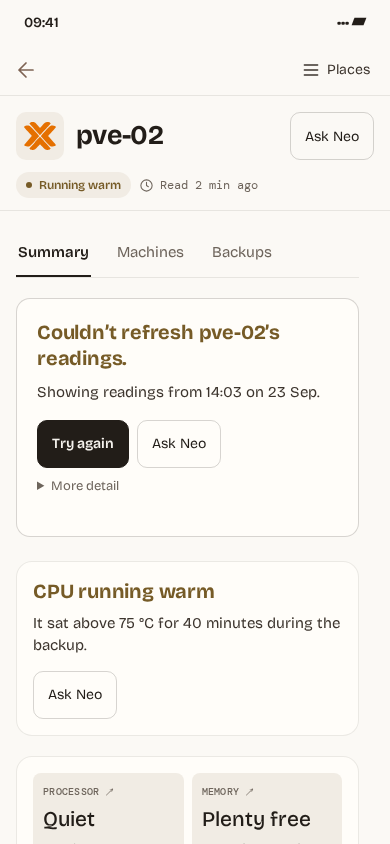 09:41
Places
pve-02
Ask Neo
Running warm
Read 2 min ago
Summary
Machines
Backups
Couldn't refresh pve-02's
readings.
Showing readings from 14:03 on 23 Sep.
Try again
Ask Neo
More detail
CPU running warm
It sat above 75 °C for 40 minutes during the
backup.
Ask Neo
PROCESSOR
MEMORY
Quiet
Plenty free